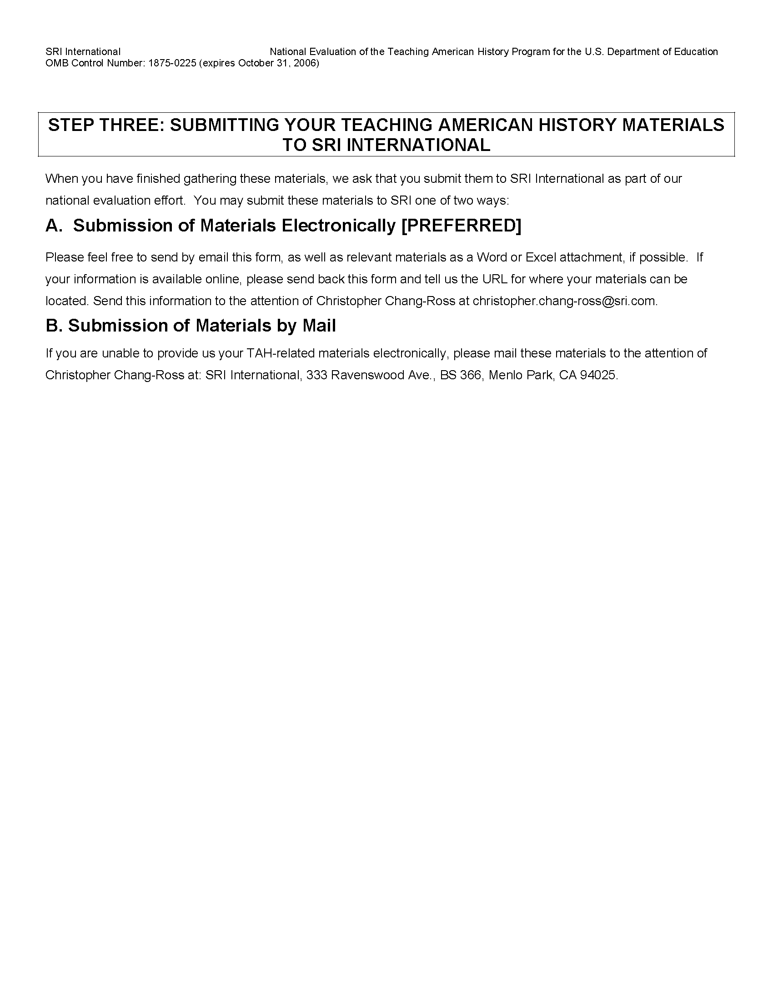 SRI International National Evaluation of the Teaching American History Program for the U.S. Department of Education
OMB Control Number: 1875-0225 (expires October 31, 2006)
STEP THREE: SUBMITTING YOUR TEACHING AMERICAN HISTORY MATERIALS
TO SRI INTERNATIONAL
When you have finished gathering these materials, we ask that you submit them to SRI International as part of our
national evaluation effort.  You may submit these materials to SRI one of two ways:
A.  Submission of Materials Electronically [PREFERRED]
Please feel free to send by email this form, as well as relevant materials as a Word or Excel attachment, if possible.  If
your information is available online, please send back this form and tell us the URL for where your materials can be
located. Send this information to the attention of Christopher Chang-Ross at christopher.chang-ross@sri.com.
B. Submission of Materials by Mail
If you are unable to provide us your TAH-related materials electronically, please mail these materials to the attention of
Christopher Chang-Ross at: SRI International, 333 Ravenswood Ave., BS 366, Menlo Park, CA 94025.